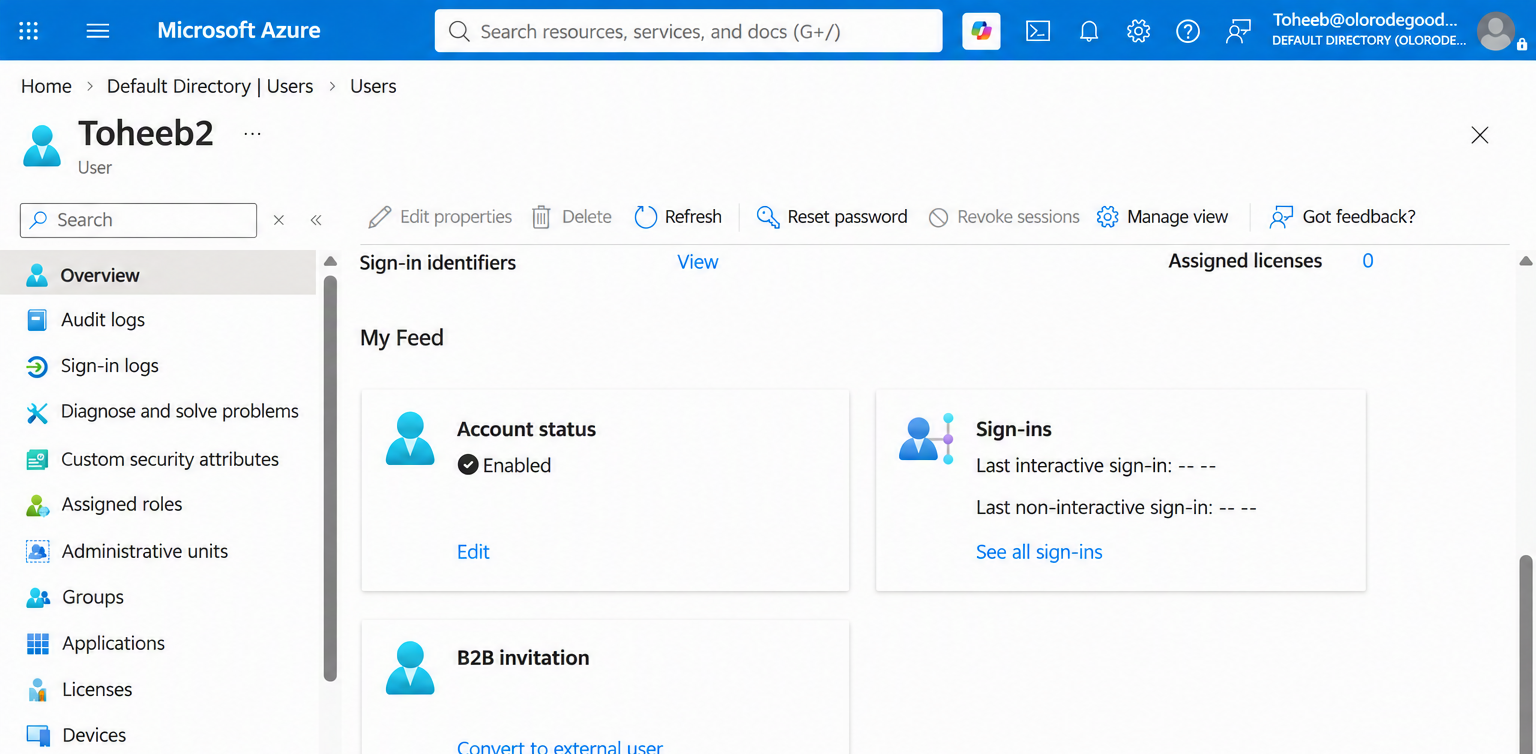 Microsoft Azure
Search resources, services, and docs (G+/)
Toheeb@olorodegood...
DEFAULT DIRECTORY (OLORODE...
Home > Default Directory | Users > Users
Toheeb2 ...
User
Search
Edit properties Delete Refresh Reset password Revoke sessions Manage view Got feedback?
Overview
Audit logs
Sign-in logs
Diagnose and solve problems
Custom security attributes
Assigned roles
Administrative units
Groups
Applications
Licenses
Devices
Sign-in identifiers View
Assigned licenses 0
My Feed
Account status
Enabled
Edit
Sign-ins
Last interactive sign-in: -- --
Last non-interactive sign-in: -- --
See all sign-ins
B2B invitation
Convert to external user